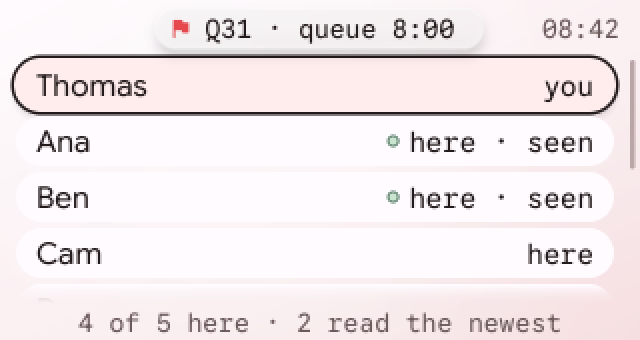 Q31 · queue 8:00 08:42
Thomas you
Ana here · seen
Ben here · seen
Cam here
4 of 5 here · 2 read the newest